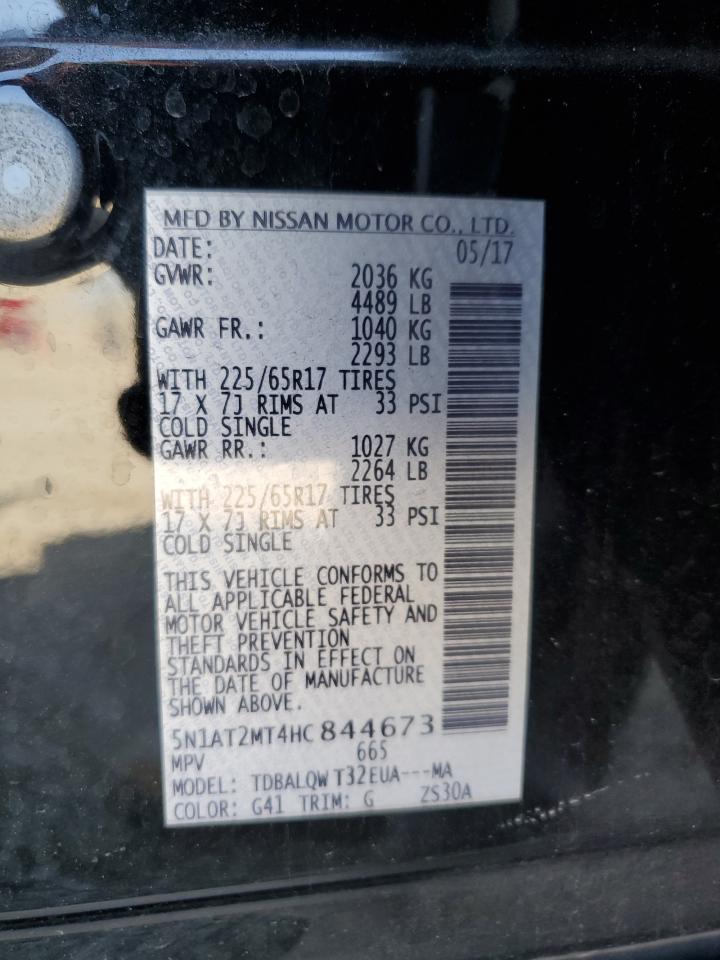 MFD BY NISSAN MOTOR CO., LTD.
DATE: 05/17
GVWR: 2036 KG
4489 LB
GAWR FR.: 1040 KG
2293 LB
WITH 225/65R17 TIRES
17 X 7J RIMS AT 33 PSI
COLD SINGLE
GAWR RR.: 1027 KG
2264 LB
WITH 225/65R17 TIRES
17 X 7J RIMS AT 33 PSI
COLD SINGLE
THIS VEHICLE CONFORMS TO
ALL APPLICABLE FEDERAL
MOTOR VEHICLE SAFETY AND
THEFT PREVENTION
STANDARDS IN EFFECT ON
THE DATE OF MANUFACTURE
SHOWN ABOVE.
5N1AT2MT4HC844673
MPV 665
MODEL: TDBALQW T32EUA---MA
COLOR: G41 TRIM: G ZS30A